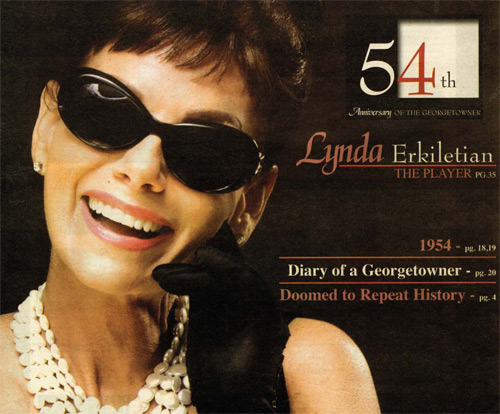 54th
Anniversary OF THE GEORGETOWNER
Lynda Erkiletian
THE PLAYER PG.35
1954 - pg. 18,19
Diary of a Georgetowner - pg. 20
Doomed to Repeat History - pg. 4